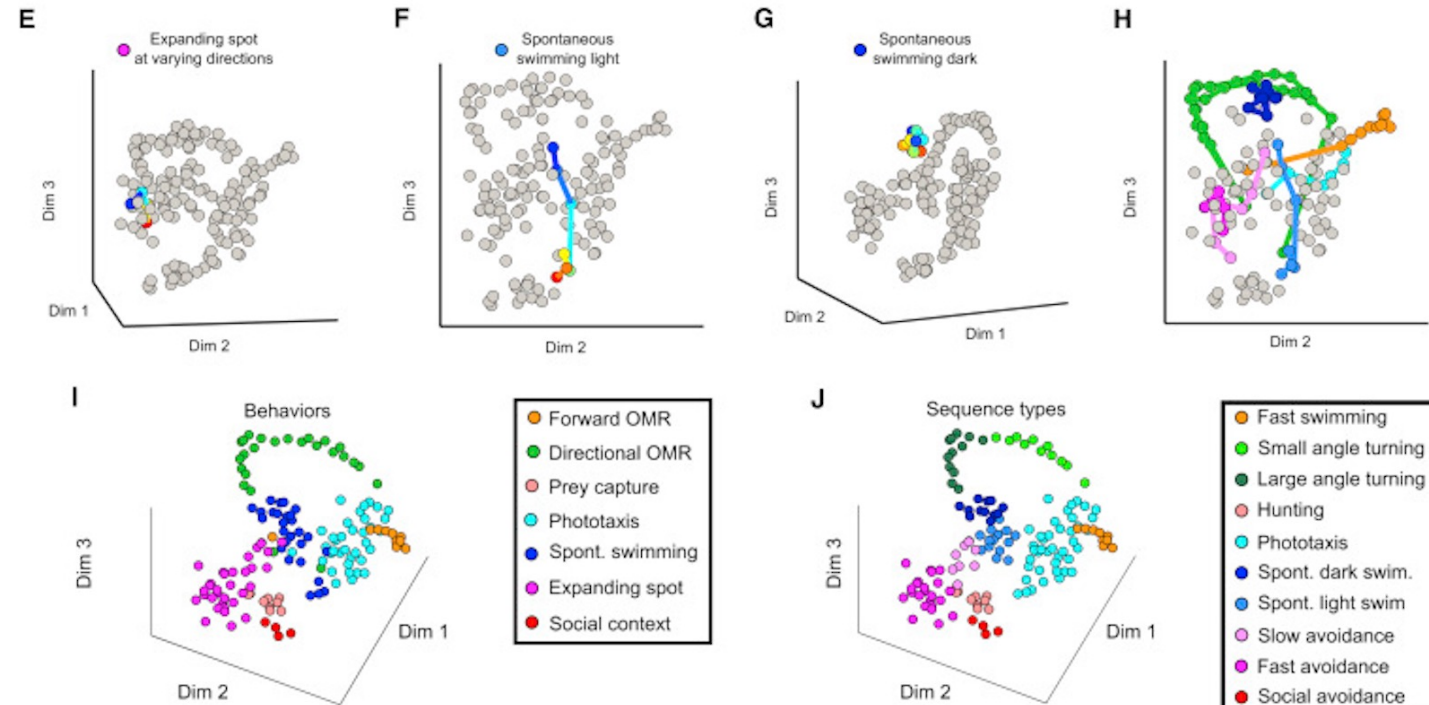 E
Expanding spot
at varying directions
Dim 3
Dim 1
Dim 2
F
Spontaneous
swimming light
Dim 3
Dim 2
G
Spontaneous
swimming dark
Dim 3
Dim 2
Dim 1
H
Dim 3
Dim 2
I
Behaviors
Dim 3
Dim 2
Dim 1
Forward OMR
Directional OMR
Prey capture
Phototaxis
Spont. swimming
Expanding spot
Social context
J
Sequence types
Dim 3
Dim 2
Dim 1
Fast swimming
Small angle turning
Large angle turning
Hunting
Phototaxis
Spont. dark swim.
Spont. light swim
Slow avoidance
Fast avoidance
Social avoidance